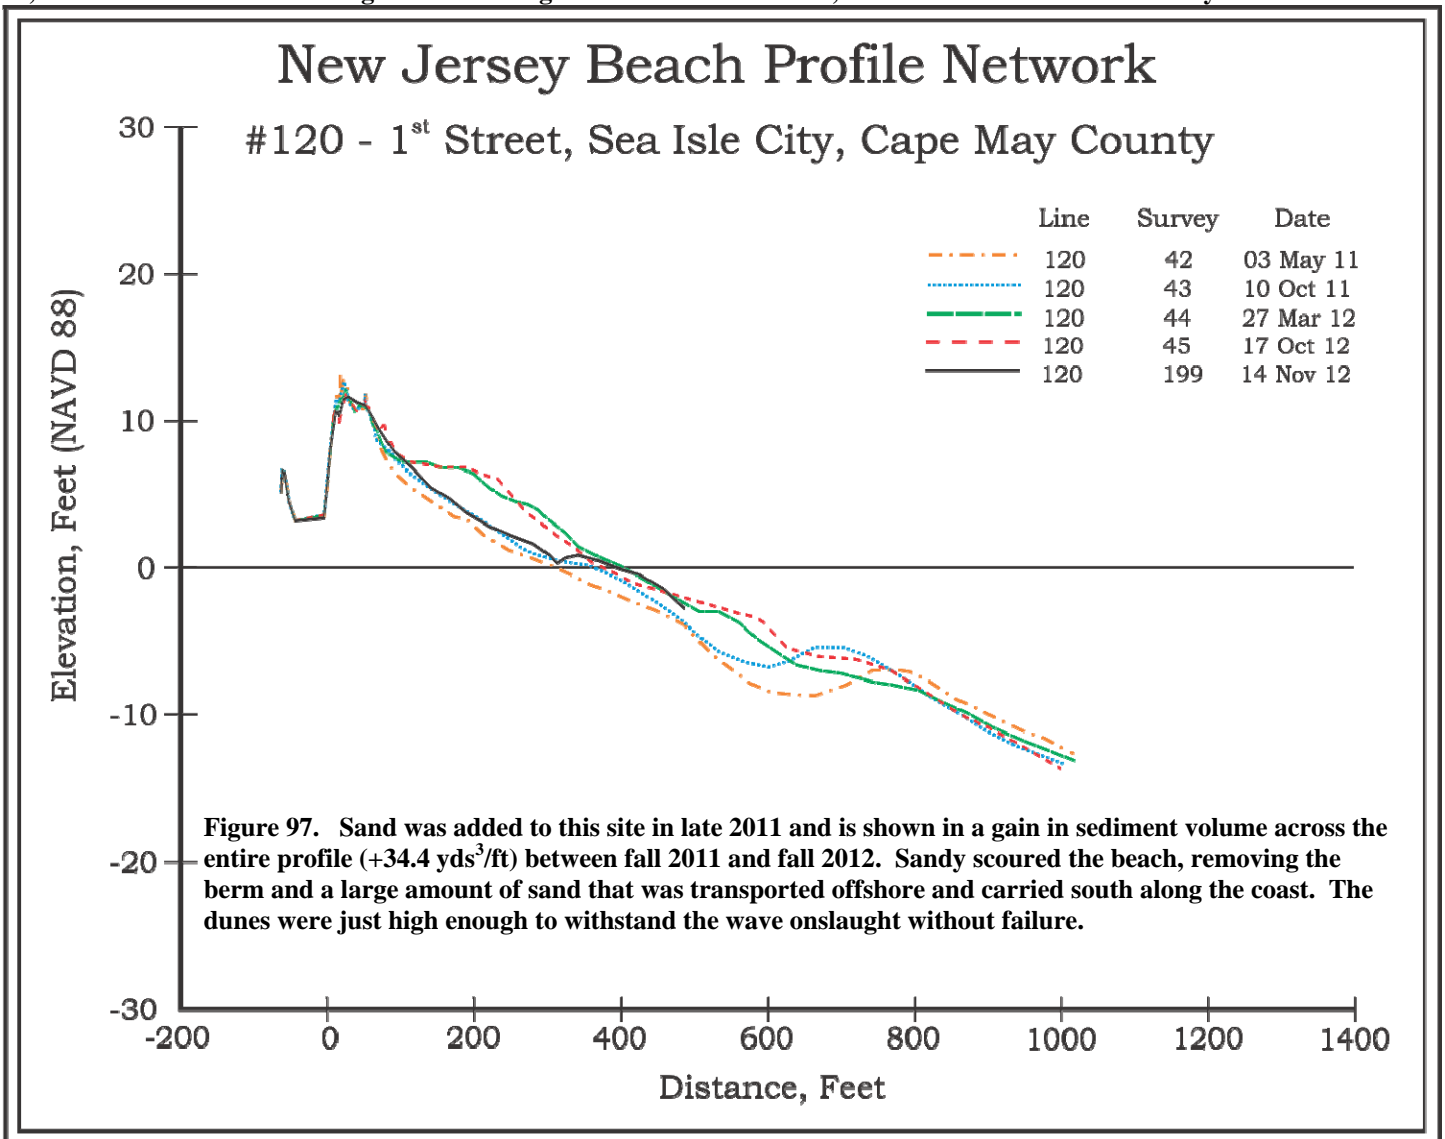 New Jersey Beach Profile Network
#120 - 1st Street, Sea Isle City, Cape May County
Line Survey Date
120 42 03 May 11
120 43 10 Oct 11
120 44 27 Mar 12
120 45 17 Oct 12
120 199 14 Nov 12
Elevation, Feet (NAVD 88)
30
20
10
0
-10
-20
-30
Figure 97. Sand was added to this site in late 2011 and is shown in a gain in sediment volume across the
entire profile (+34.4 yds3/ft) between fall 2011 and fall 2012. Sandy scoured the beach, removing the
berm and a large amount of sand that was transported offshore and carried south along the coast. The
dunes were just high enough to withstand the wave onslaught without failure.
-200 0 200 400 600 800 1000 1200 1400
Distance, Feet